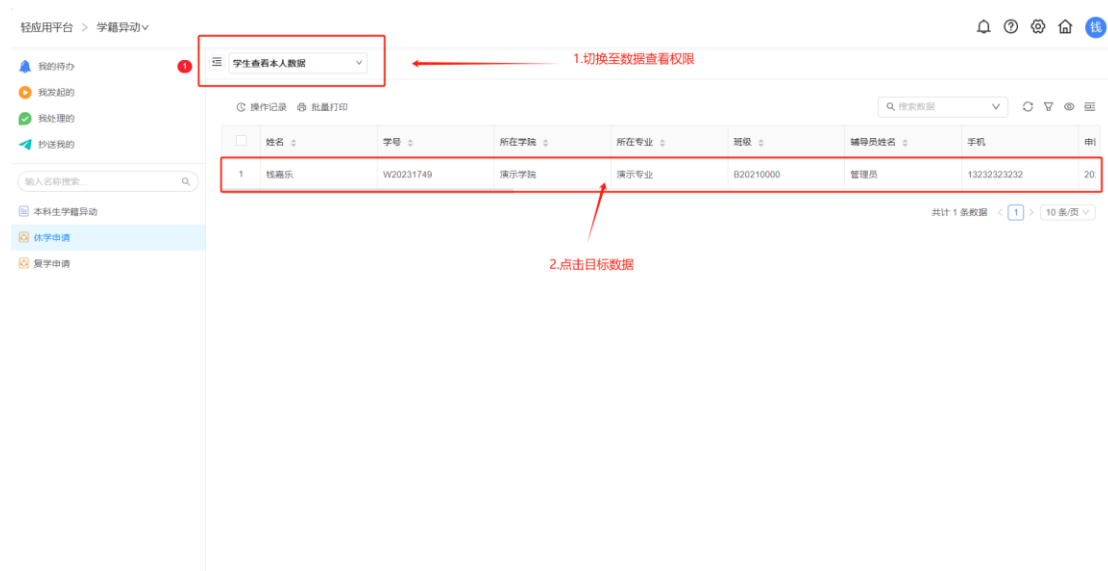 轻应用平台 > 学籍异动
钱
我的待办 1
我发起的
我处理的
抄送我的
输入名称搜索...
本科生学籍异动
休学申请
复学申请
学生查看本人数据
1.切换至数据查看权限
操作记录 批量打印
搜索数据
姓名 学号 所在学院 所在专业 班级 辅导员姓名 手机
1 钱嘉乐 W20231749 演示学院 演示专业 B20210000 管理员 13232323232 20
共计 1 条数据 < 1 > 10 条/页
2.点击目标数据